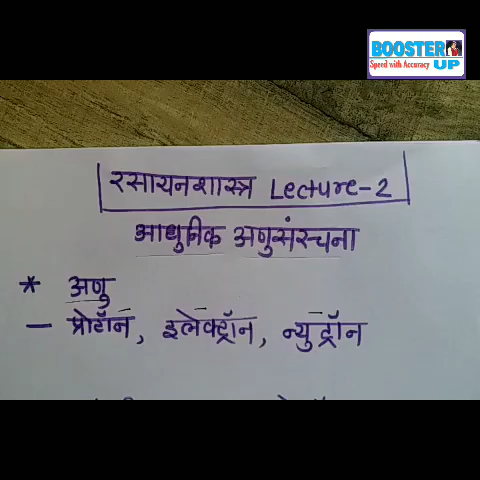 BOOSTER
Speed with Accuracy UP
रसायनशास्त्र Lecture-2
आधुनिक अणुसंरचना
* अणु
— प्रोटॉन, इलेक्ट्रॉन, न्युट्रॉन